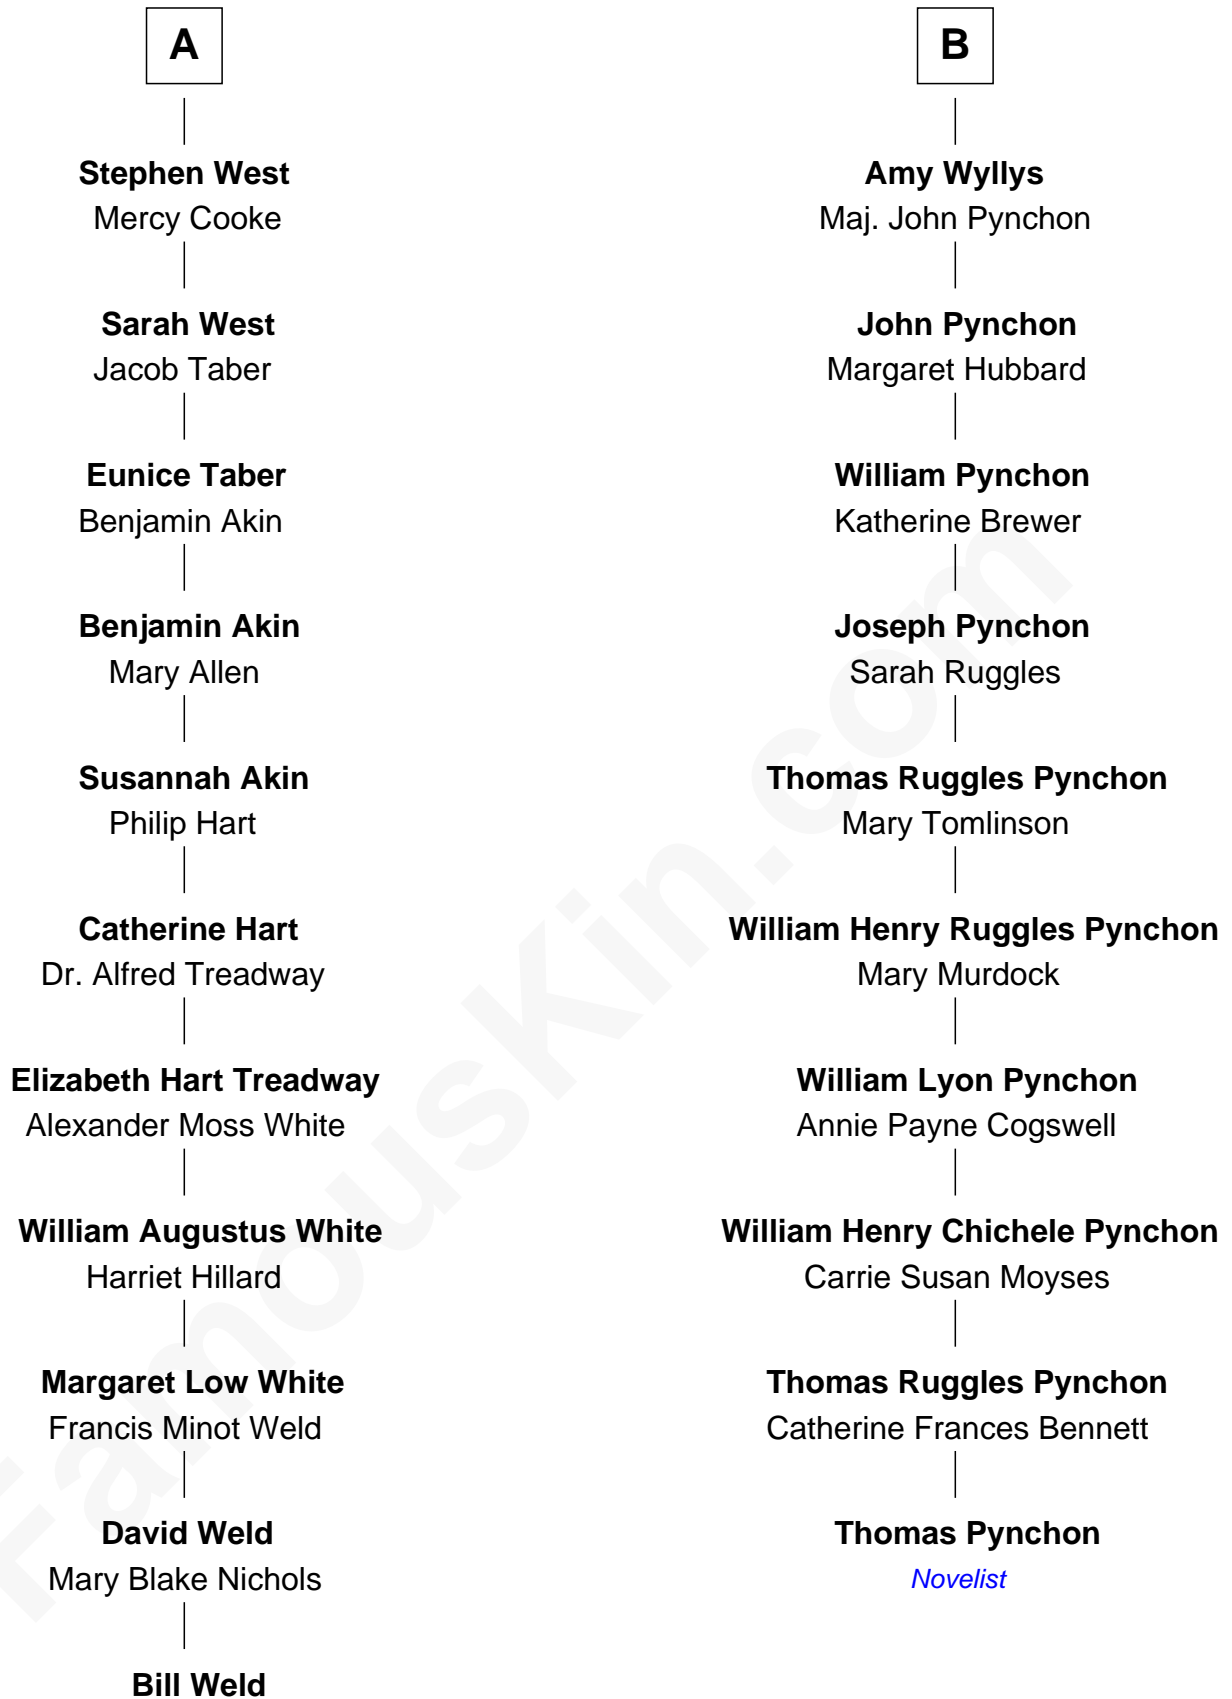 A
Stephen West
Mercy Cooke
Sarah West
Jacob Taber
Eunice Taber
Benjamin Akin
Benjamin Akin
Mary Allen
Susannah Akin
Philip Hart
Catherine Hart
Dr. Alfred Treadway
Elizabeth Hart Treadway
Alexander Moss White
William Augustus White
Harriet Hillard
Margaret Low White
Francis Minot Weld
David Weld
Mary Blake Nichols
Bill Weld
B
Amy Wyllys
Maj. John Pynchon
John Pynchon
Margaret Hubbard
William Pynchon
Katherine Brewer
Joseph Pynchon
Sarah Ruggles
Thomas Ruggles Pynchon
Mary Tomlinson
William Henry Ruggles Pynchon
Mary Murdock
William Lyon Pynchon
Annie Payne Cogswell
William Henry Chichele Pynchon
Carrie Susan Moyses
Thomas Ruggles Pynchon
Catherine Frances Bennett
Thomas Pynchon
Novelist
FamousKin.com